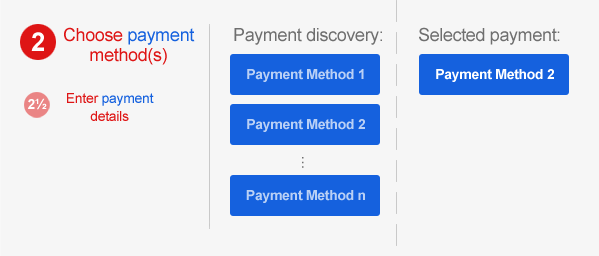 2 Choose payment
method(s)
2½ Enter payment
details
Payment discovery:
Payment Method 1
Payment Method 2
⋮
Payment Method n
Selected payment:
Payment Method 2